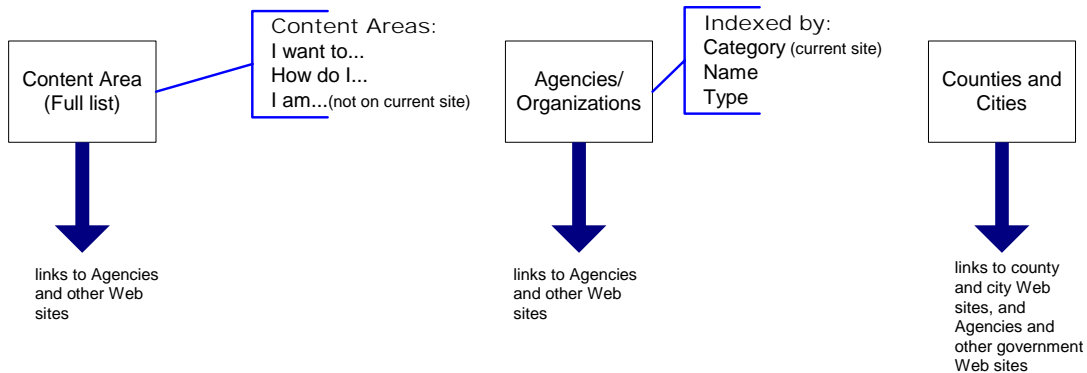 Content Area
(Full list)
Content Areas:
I want to...
How do I...
I am...(not on current site)
links to Agencies
and other Web
sites
Agencies/
Organizations
Indexed by:
Category (current site)
Name
Type
links to Agencies
and other Web
sites
Counties and
Cities
links to county
and city Web
sites, and
Agencies and
other government
Web sites